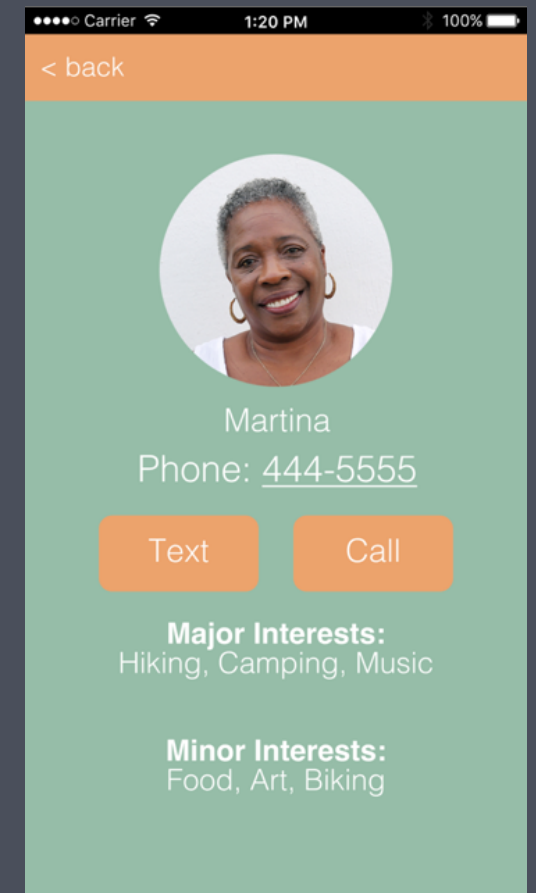 Carrier 1:20 PM 100%
< back
Martina
Phone: 444-5555
Text Call
Major Interests:
Hiking, Camping, Music
Minor Interests:
Food, Art, Biking